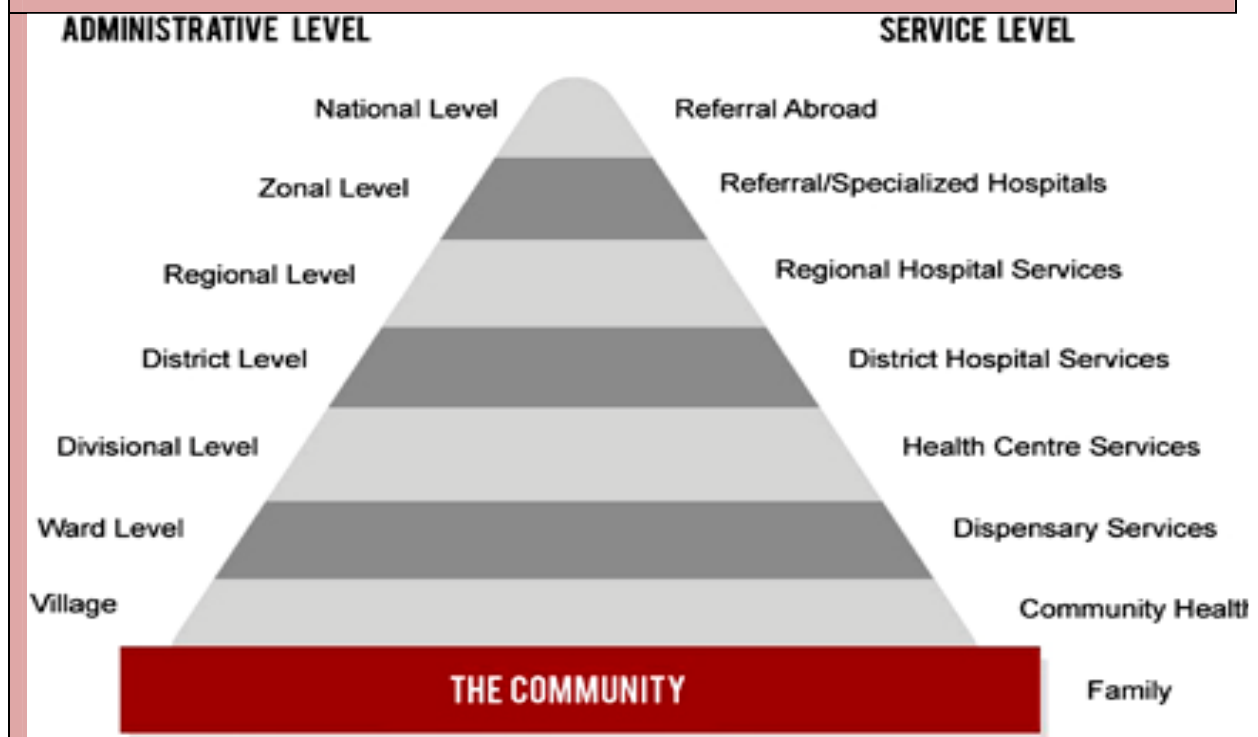 ADMINISTRATIVE LEVEL SERVICE LEVEL
National Level Referral Abroad
Zonal Level Referral/Specialized Hospitals
Regional Level Regional Hospital Services
District Level District Hospital Services
Divisional Level Health Centre Services
Ward Level Dispensary Services
Village Community Health
THE COMMUNITY Family